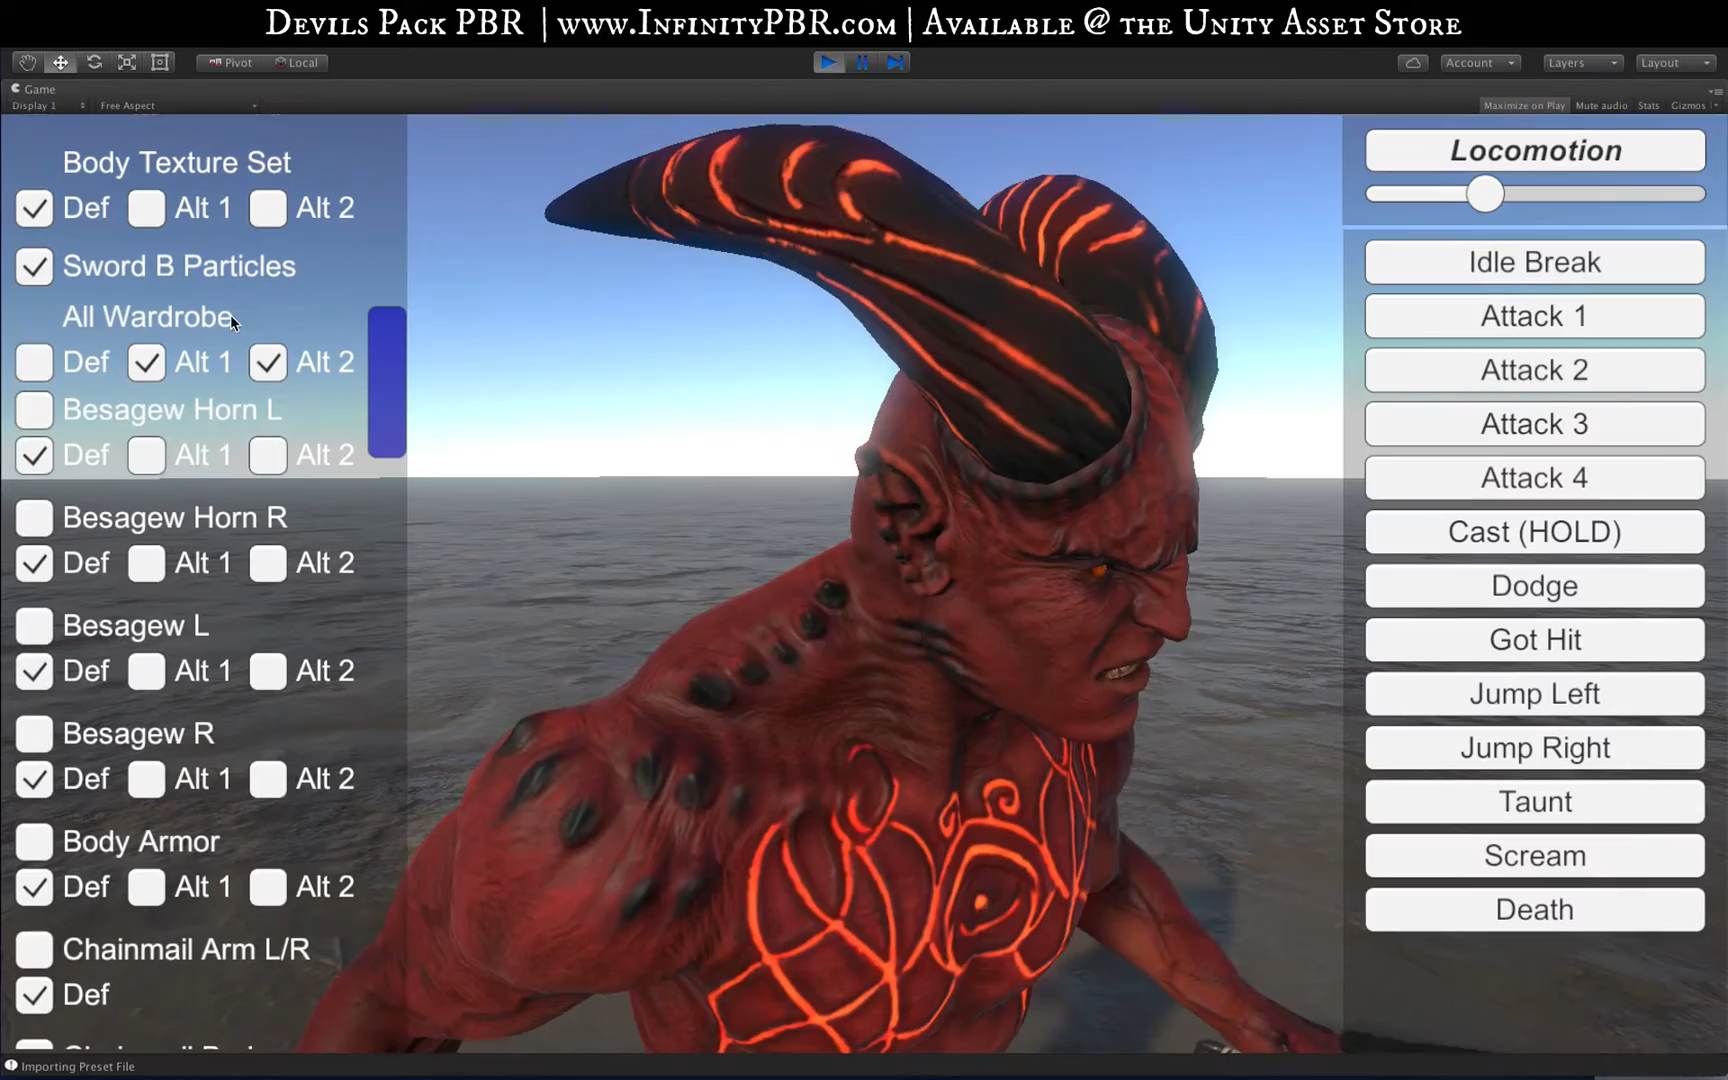 Devils Pack PBR | www.InfinityPBR.com | Available @ the Unity Asset Store
Pivot Local Account Layers Layout
Game
Display 1 Free Aspect Maximize on Play Mute audio Stats Gizmos
Body Texture Set
Def Alt 1 Alt 2
Sword B Particles
All Wardrobe
Def Alt 1 Alt 2
Besagew Horn L
Def Alt 1 Alt 2
Besagew Horn R
Def Alt 1 Alt 2
Besagew L
Def Alt 1 Alt 2
Besagew R
Def Alt 1 Alt 2
Body Armor
Def Alt 1 Alt 2
Chainmail Arm L/R
Def
Locomotion
Idle Break
Attack 1
Attack 2
Attack 3
Attack 4
Cast (HOLD)
Dodge
Got Hit
Jump Left
Jump Right
Taunt
Scream
Death
Importing Preset File